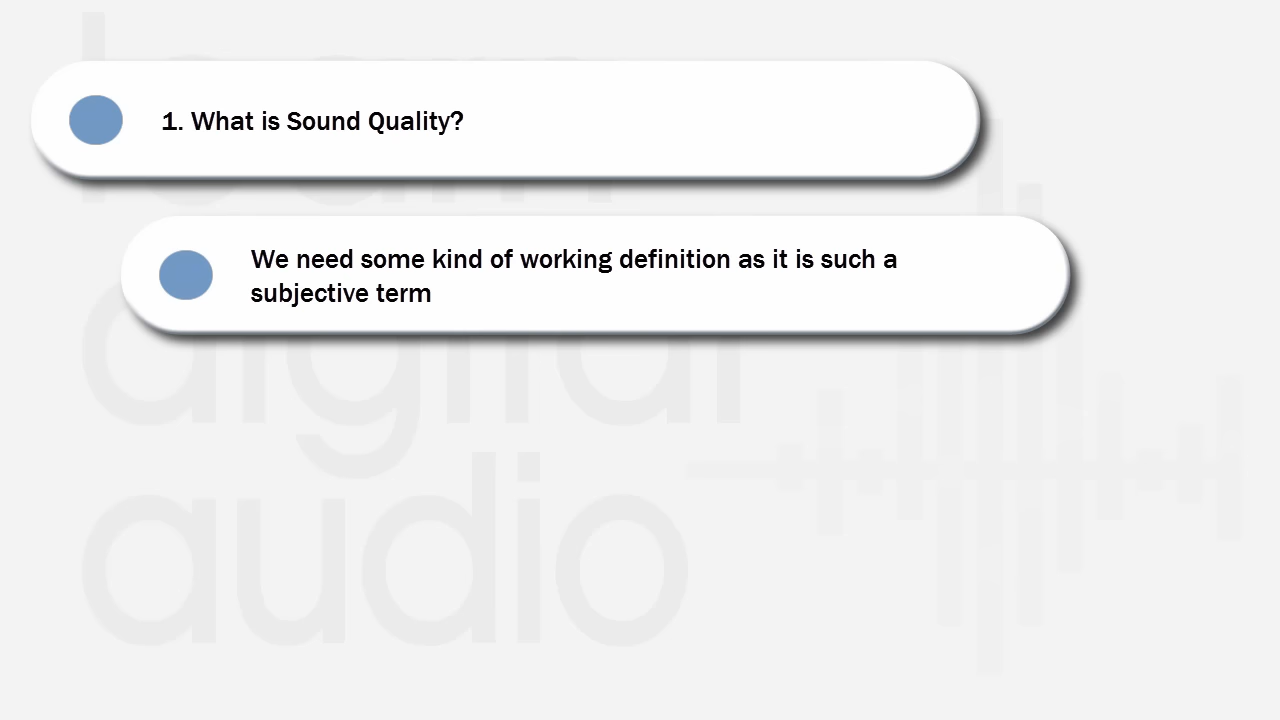 learn
1. What is Sound Quality?
We need some kind of working definition as it is such a
subjective term
digital
audio